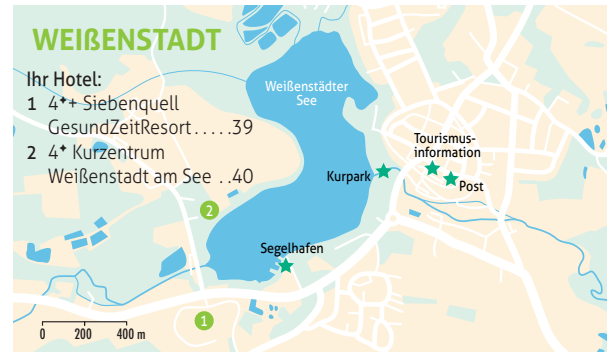 WEIßENSTADT
Ihr Hotel:
1 4✦+ Siebenquell
GesundZeitResort.....39
2 4✦ Kurzentrum
Weißenstadt am See ..40
Weißenstädter
See
Tourismus-
information
Kurpark
Post
Segelhafen
2
1
0 200 400 m